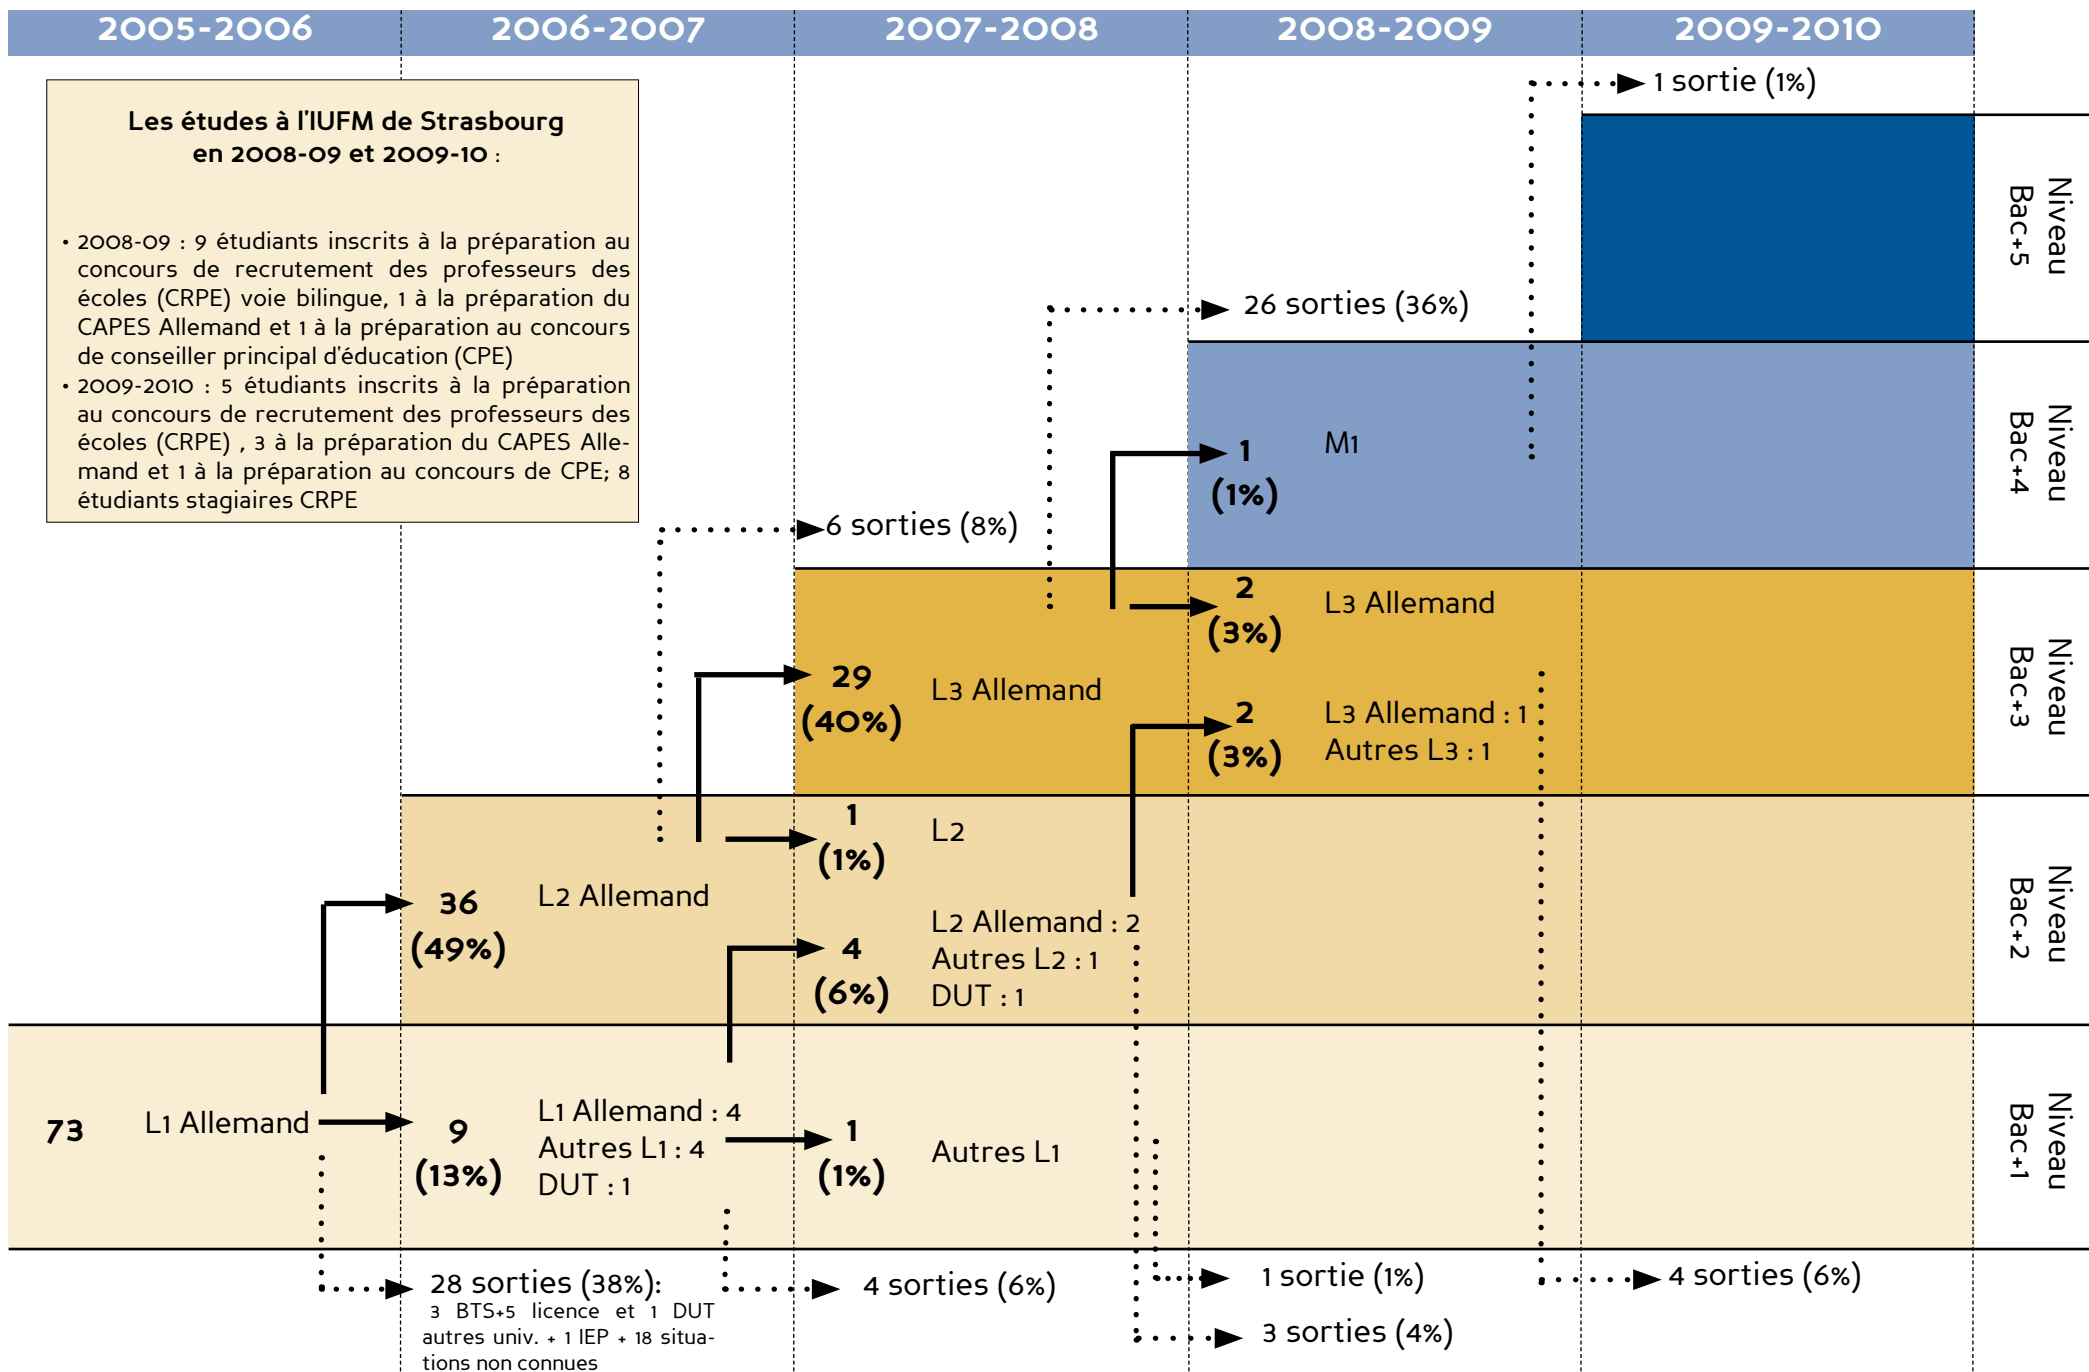 2005-2006
2006-2007
2007-2008
2008-2009
2009-2010
Les études à l'IUFM de Strasbourg
en 2008-09 et 2009-10 :
• 2008-09 : 9 étudiants inscrits à la préparation au
concours de recrutement des professeurs des
écoles (CRPE) voie bilingue, 1 à la préparation du
CAPES Allemand et 1 à la préparation au concours
de conseiller principal d'éducation (CPE)
• 2009-2010 : 5 étudiants inscrits à la préparation
au concours de recrutement des professeurs des
écoles (CRPE) , 3 à la préparation du CAPES Alle-
mand et 1 à la préparation au concours de CPE; 8
étudiants stagiaires CRPE
1 sortie (1%)
Niveau
Bac+5
26 sorties (36%)
1
(1%)
M1
Niveau
Bac+4
6 sorties (8%)
2
(3%)
L3 Allemand
29
(40%)
L3 Allemand
2
(3%)
L3 Allemand : 1
Autres L3 : 1
Niveau
Bac+3
1
(1%)
L2
36
(49%)
L2 Allemand
4
(6%)
L2 Allemand : 2
Autres L2 : 1
DUT : 1
Niveau
Bac+2
73
L1 Allemand
9
(13%)
L1 Allemand : 4
Autres L1 : 4
DUT : 1
1
(1%)
Autres L1
Niveau
Bac+1
28 sorties (38%):
3 BTS+5 licence et 1 DUT
autres univ. + 1 IEP + 18 situa-
tions non connues
4 sorties (6%)
1 sortie (1%)
3 sorties (4%)
4 sorties (6%)